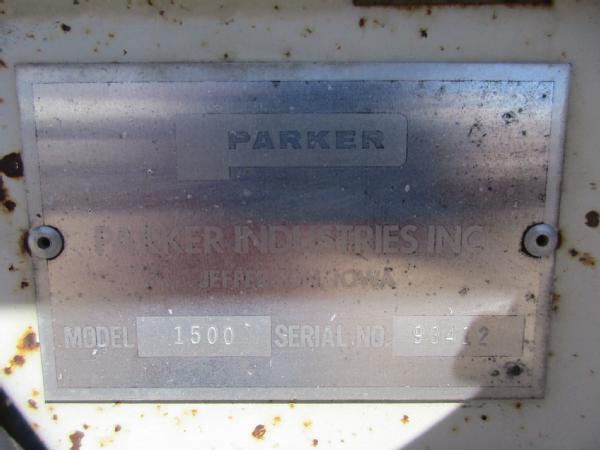 PARKER
PARKER INDUSTRIES INC
IOWA
MODEL 1500 SERIAL NO.